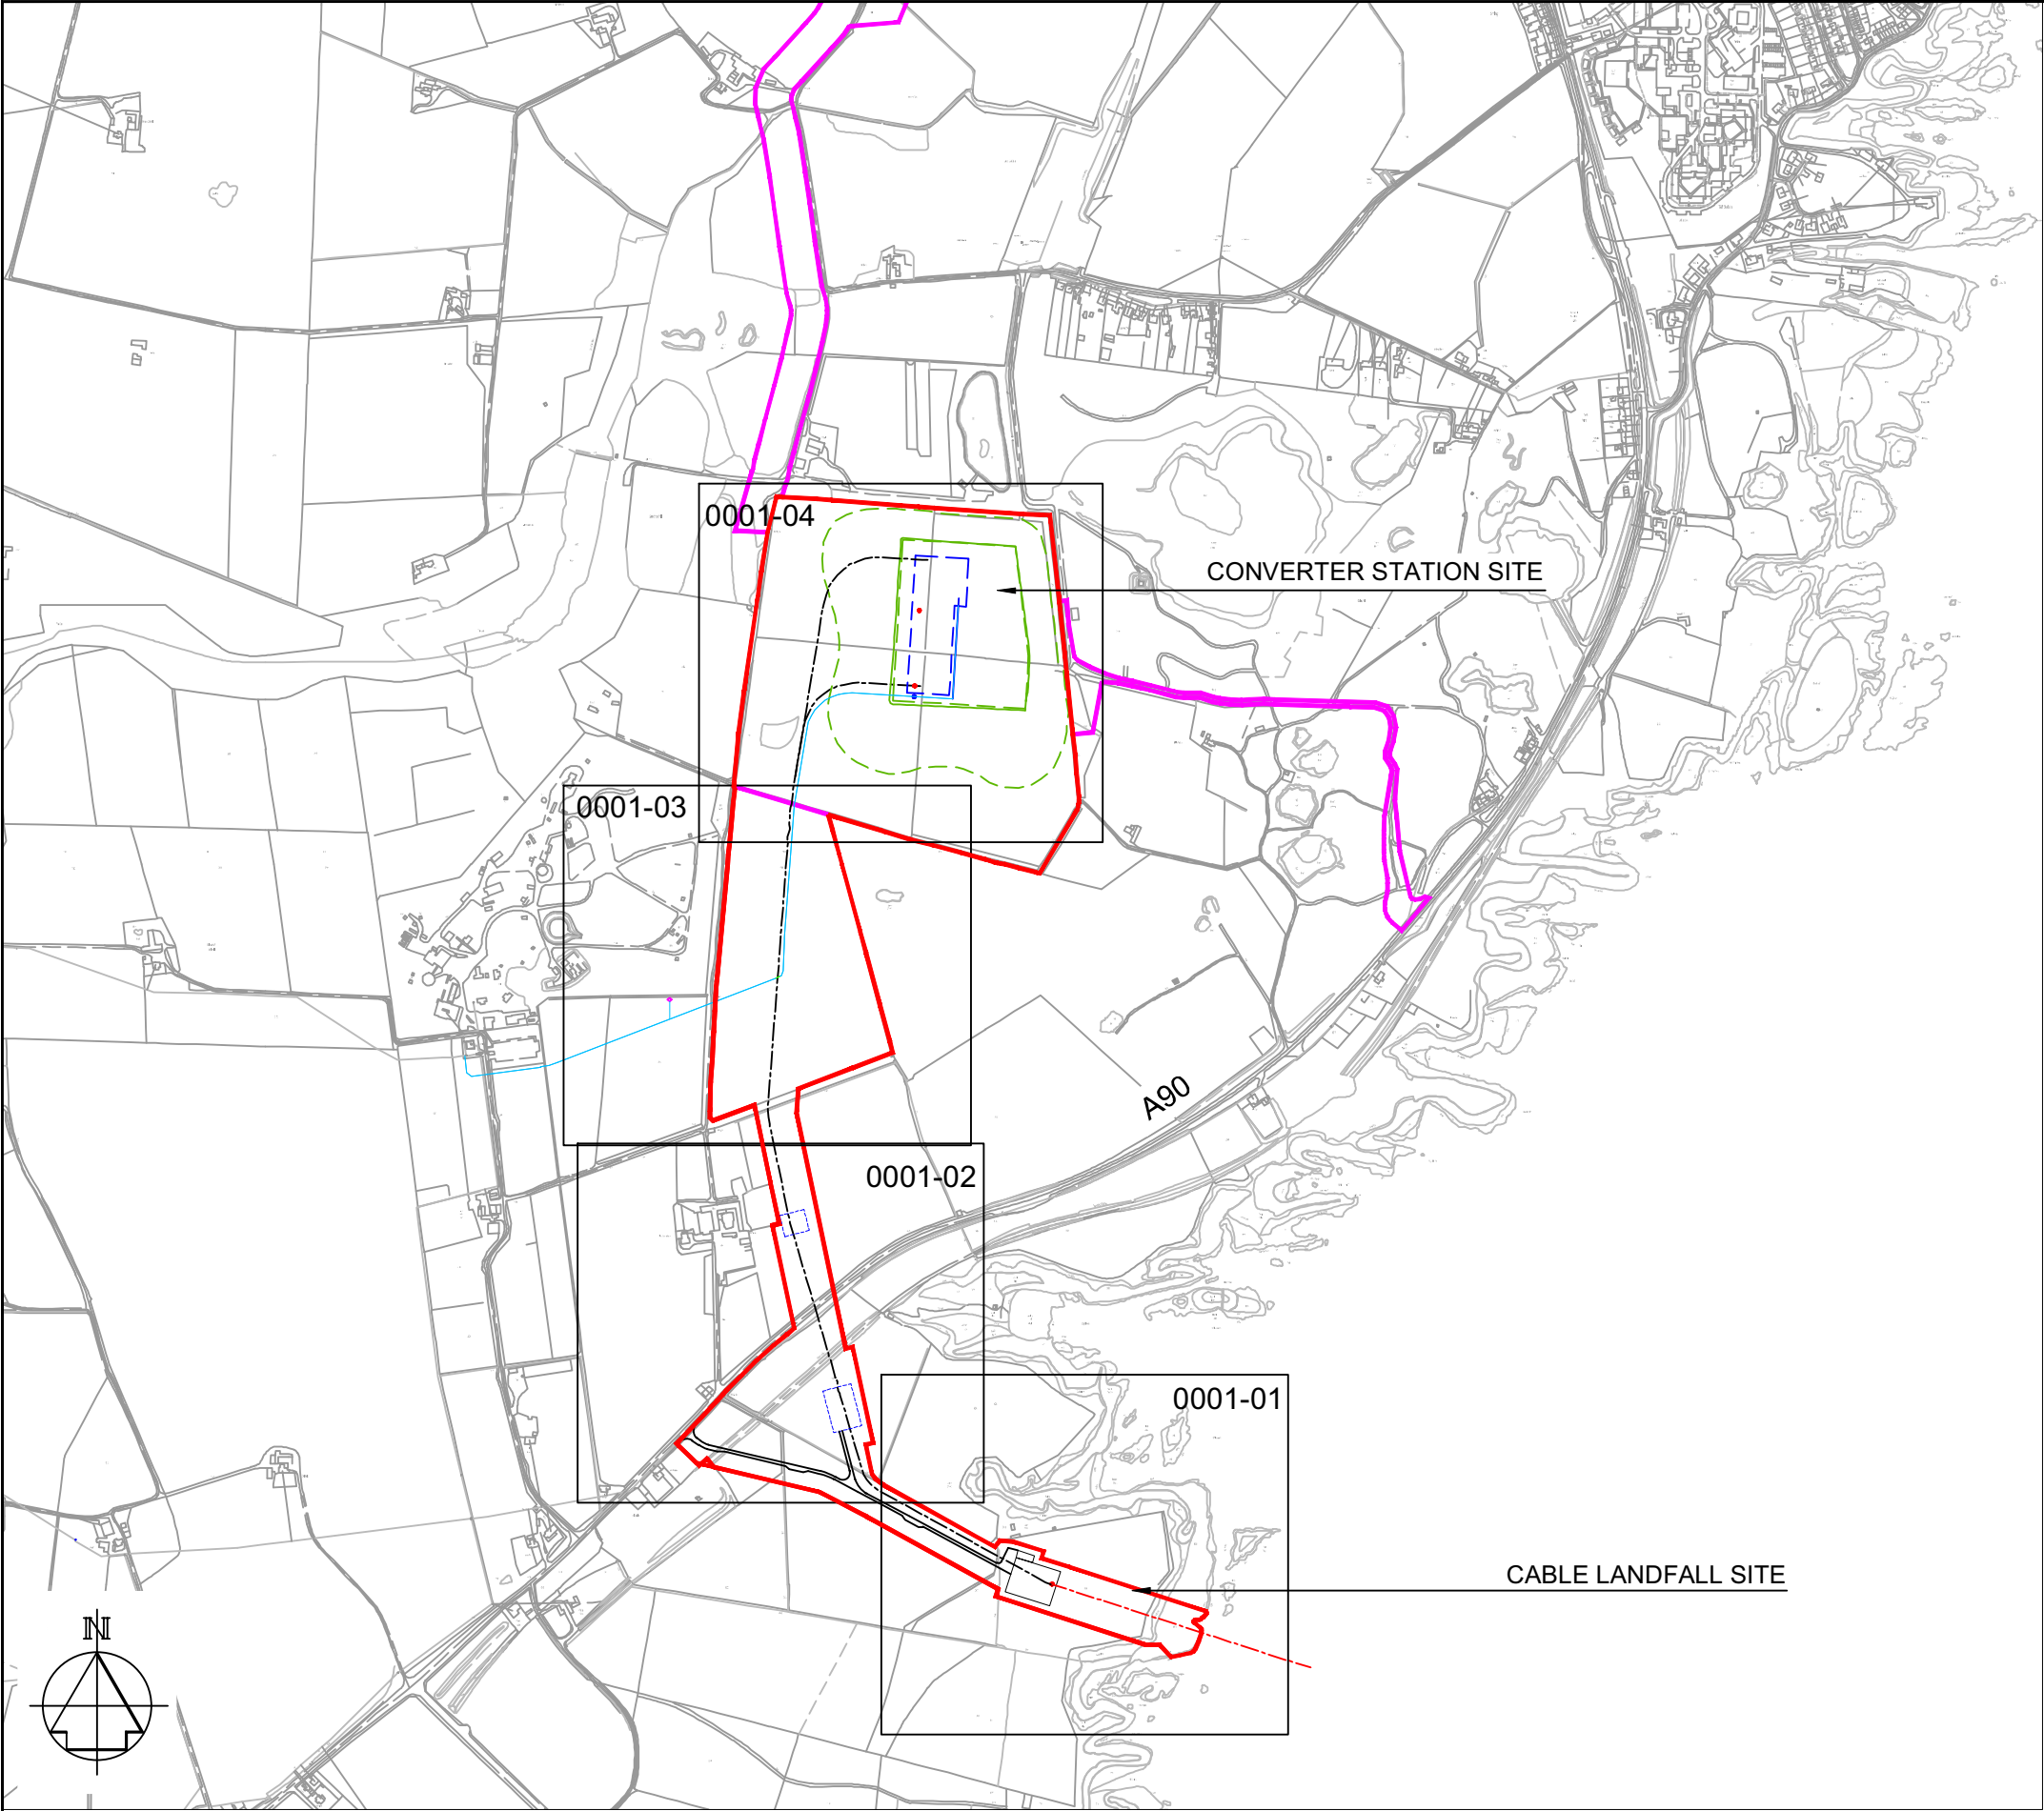 0001-04
CONVERTER STATION SITE
0001-03
A90
0001-02
0001-01
CABLE LANDFALL SITE
N